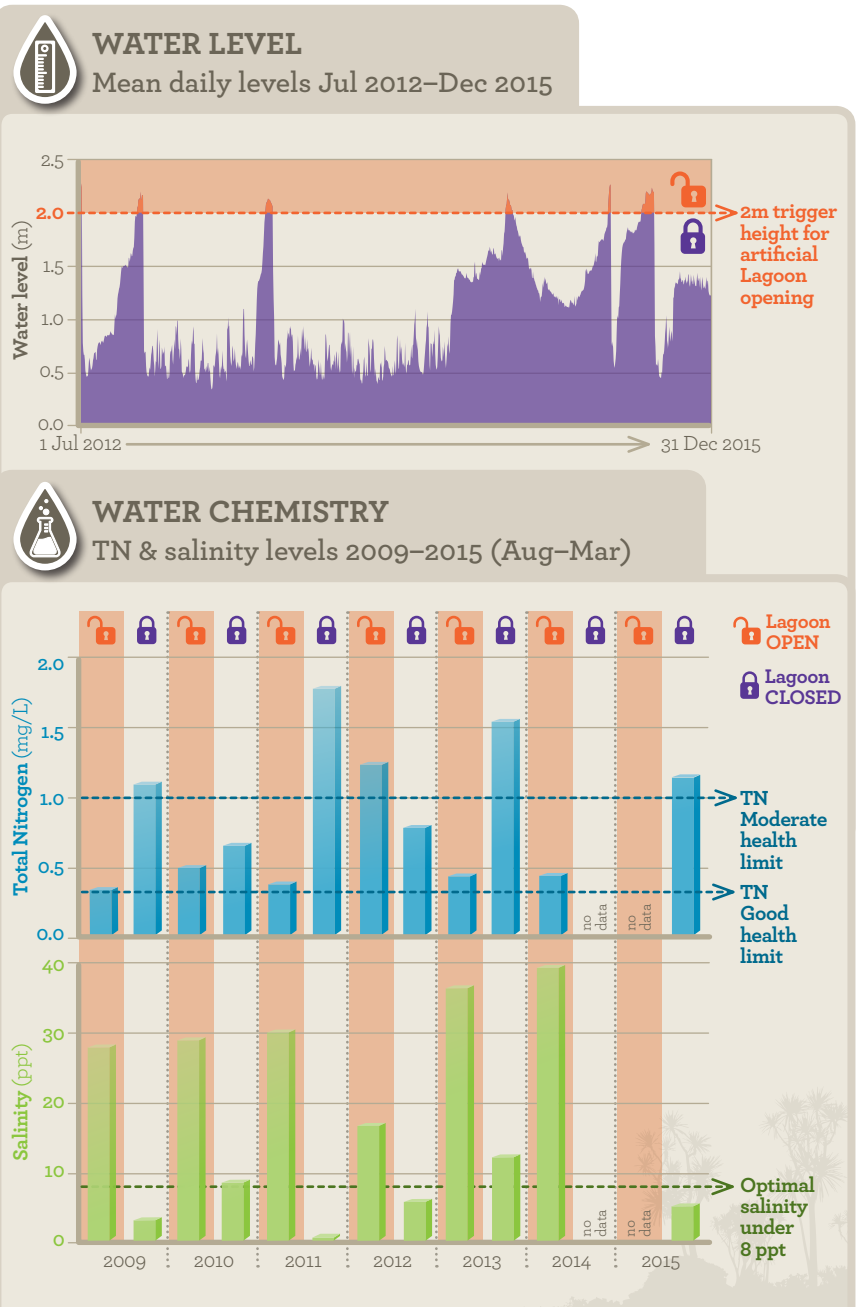 WATER LEVEL
Mean daily levels Jul 2012–Dec 2015
Water level (m)
2.5
2.0
1.5
1.0
0.5
0.0
2m trigger
height for
artificial
Lagoon
opening
1 Jul 2012
31 Dec 2015
WATER CHEMISTRY
TN & salinity levels 2009–2015 (Aug–Mar)
Lagoon
OPEN
Lagoon
CLOSED
Total Nitrogen (mg/L)
2.0
1.5
1.0
0.5
0.0
TN
Moderate
health
limit
TN
Good
health
limit
no
data
no
data
Salinity (ppt)
40
30
20
10
0
no
data
no
data
Optimal
salinity
under
8 ppt
2009
2010
2011
2012
2013
2014
2015